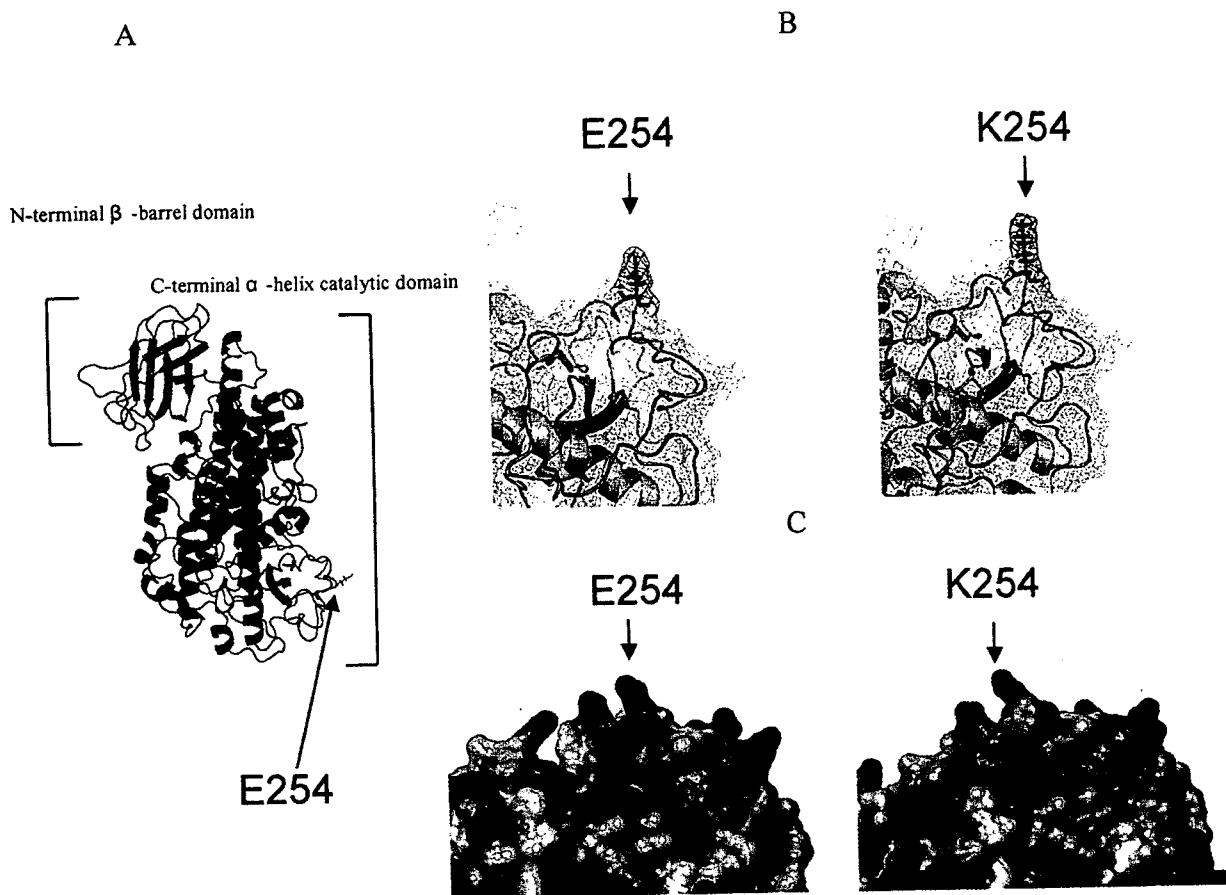 A
B
E254
K254
N-terminal β -barrel domain
C-terminal α -helix catalytic domain
C
E254
K254
E254